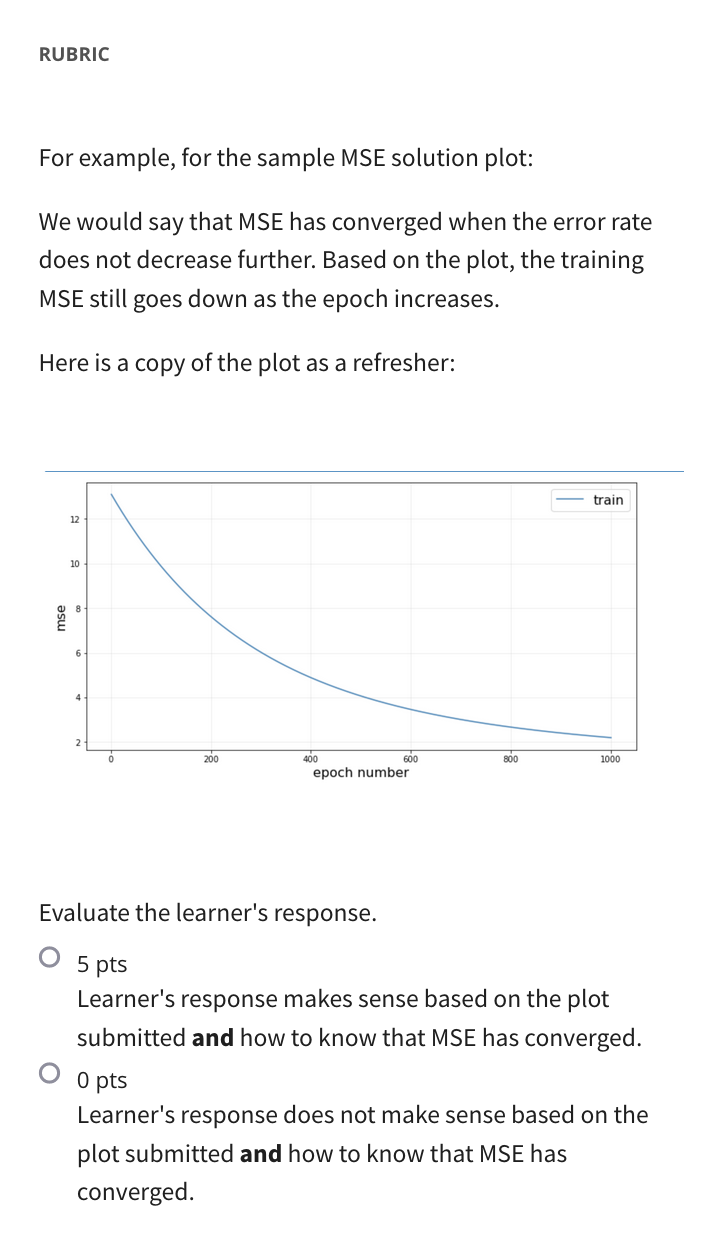 RUBRIC
For example, for the sample MSE solution plot:
We would say that MSE has converged when the error rate
does not decrease further. Based on the plot, the training
MSE still goes down as the epoch increases.
Here is a copy of the plot as a refresher:
train
12
10
8
6
4
2
mse
0 200 400 600 800 1000
epoch number
Evaluate the learner's response.
5 pts
Learner's response makes sense based on the plot
submitted and how to know that MSE has converged.
0 pts
Learner's response does not make sense based on the
plot submitted and how to know that MSE has
converged.